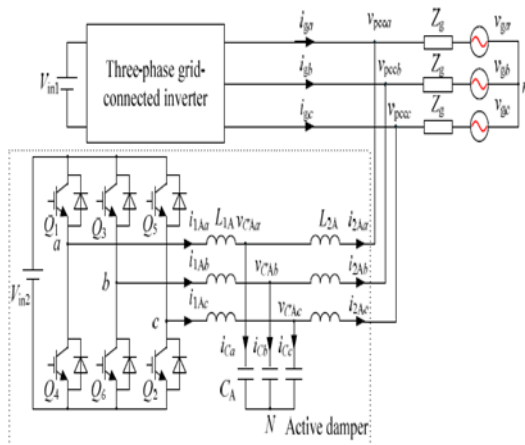 i_ga v_pcca Z_g v_ga
V_in1 Three-phase grid-
connected inverter
i_gb v_pccb Z_g v_gb n
i_gc v_pccc Z_g v_gc
Q_1 Q_3 Q_5
a i_1Aa L_1A v_CAa L_2A i_2Aa
V_in2 b i_1Ab v_CAb i_2Ab
c i_1Ac v_CAc i_2Ac
i_Ca i_Cb i_Cc
Q_4 Q_6 Q_2 C_A
N Active damper